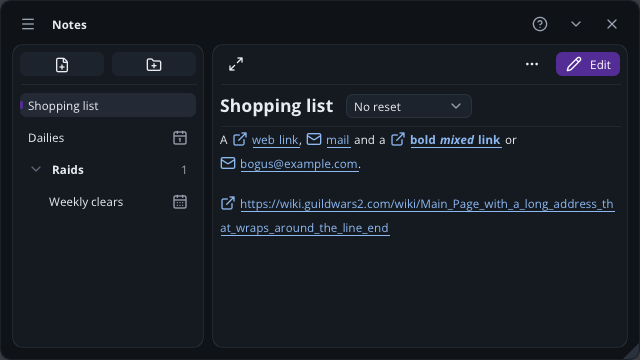 Notes
Edit
Shopping list
Shopping list No reset
Dailies
Raids 1
Weekly clears
A web link, mail and a bold mixed link or
bogus@example.com.
https://wiki.guildwars2.com/wiki/Main_Page_with_a_long_address_th
at_wraps_around_the_line_end